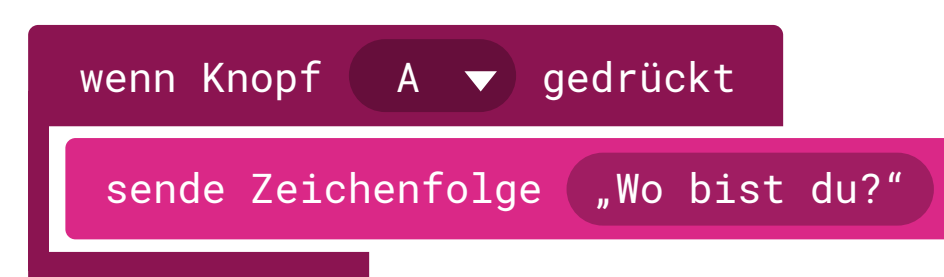 wenn Knopf A gedrückt
sende Zeichenfolge „Wo bist du?“